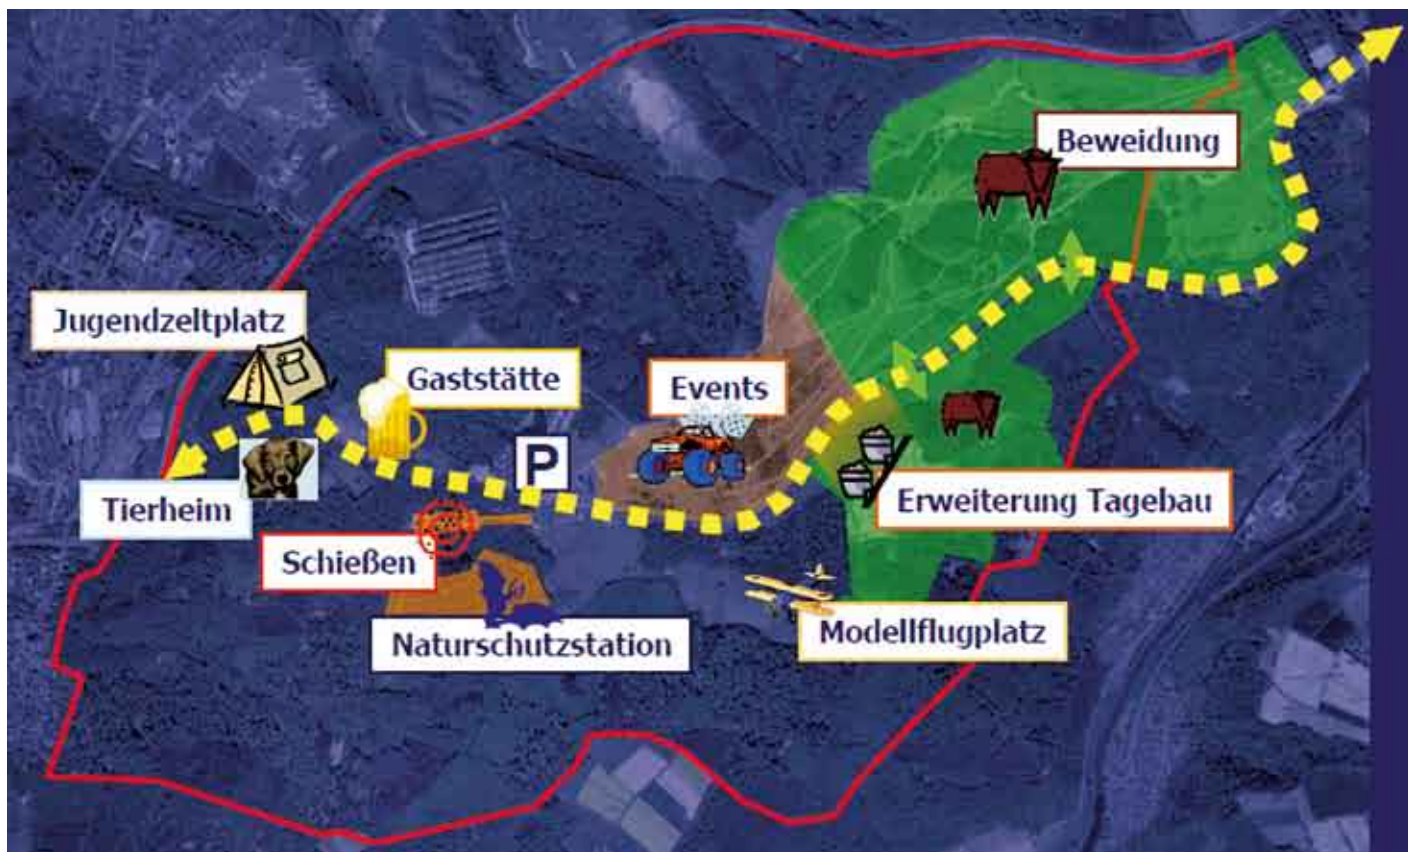 Beweidung
Jugendzeltplatz
Gaststätte
Events
P
Tierheim
Erweiterung Tagebau
Schießen
Naturschutzstation
Modellflugplatz